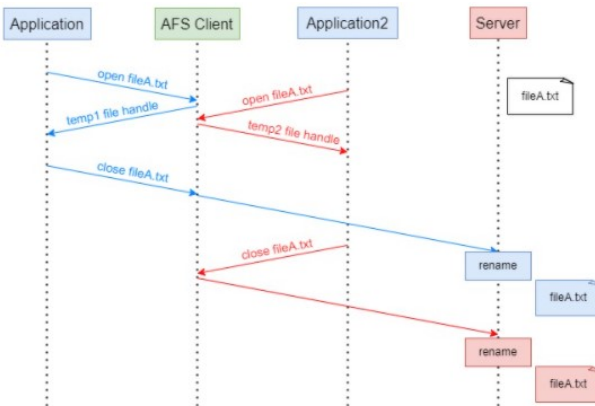 Application
AFS Client
Application2
Server
open fileA.txt
open fileA.txt
fileA.txt
temp1 file handle
temp2 file handle
close fileA.txt
close fileA.txt
rename
fileA.txt
rename
fileA.txt